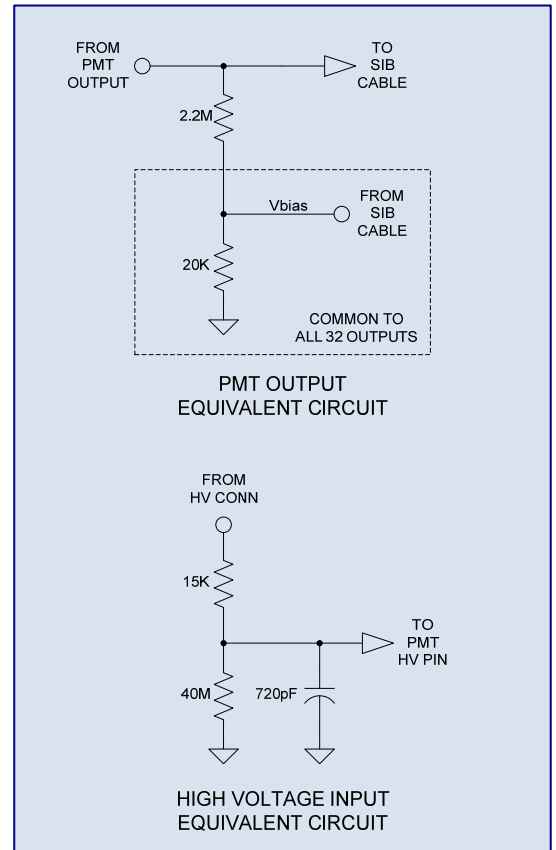 FROM
PMT
OUTPUT
TO
SIB
CABLE
2.2M
Vbias
FROM
SIB
CABLE
20K
COMMON TO
ALL 32 OUTPUTS
PMT OUTPUT
EQUIVALENT CIRCUIT
FROM
HV CONN
15K
TO
PMT
HV PIN
40M
720pF
HIGH VOLTAGE INPUT
EQUIVALENT CIRCUIT